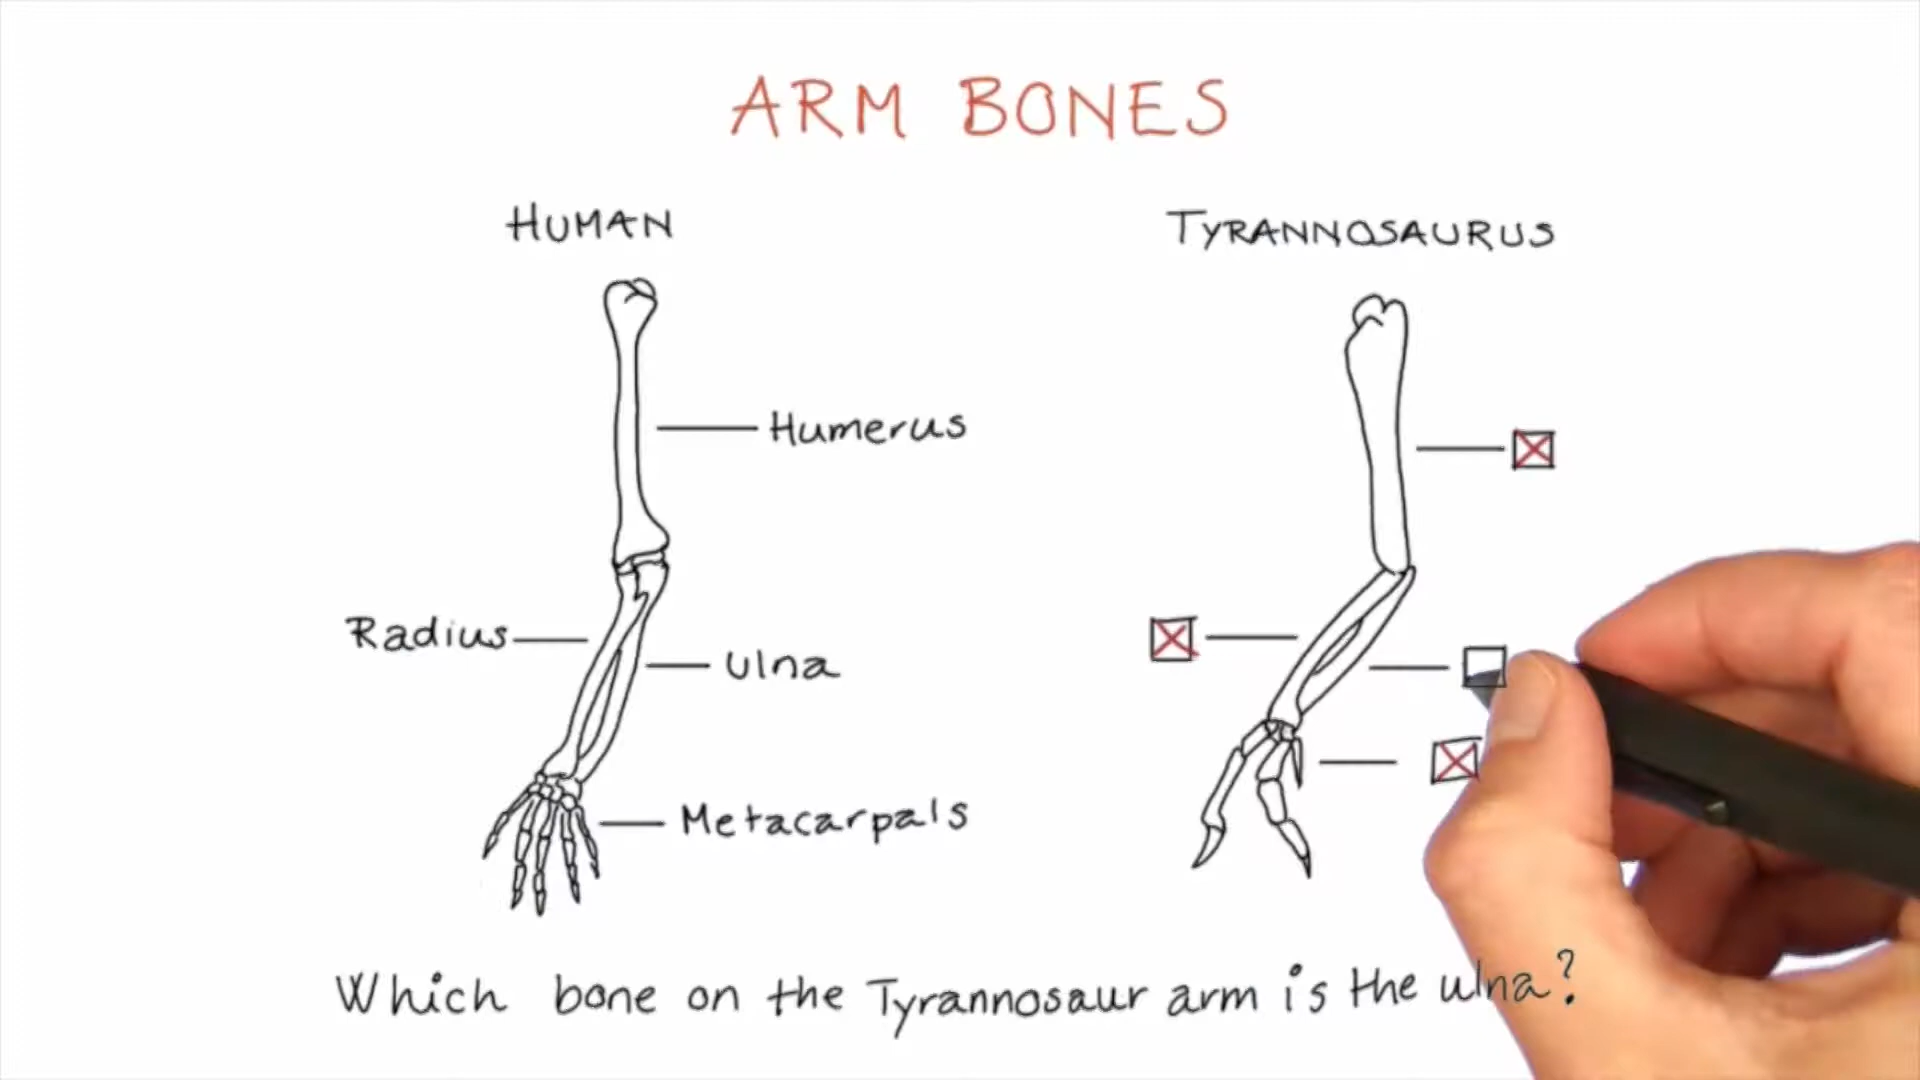 ARM BONES
HUMAN
TYRANNOSAURUS
Humerus
Radius
Ulna
Metacarpals
Which bone on the Tyrannosaur arm is the ulna?